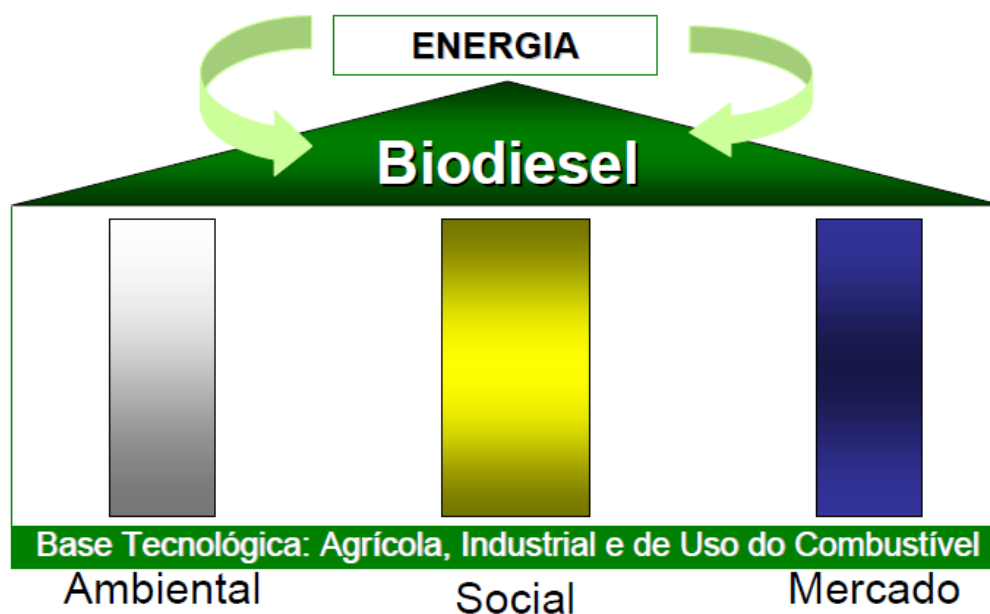 ENERGIA
Biodiesel
Base Tecnológica: Agrícola, Industrial e de Uso do Combustível
Ambiental
Social
Mercado